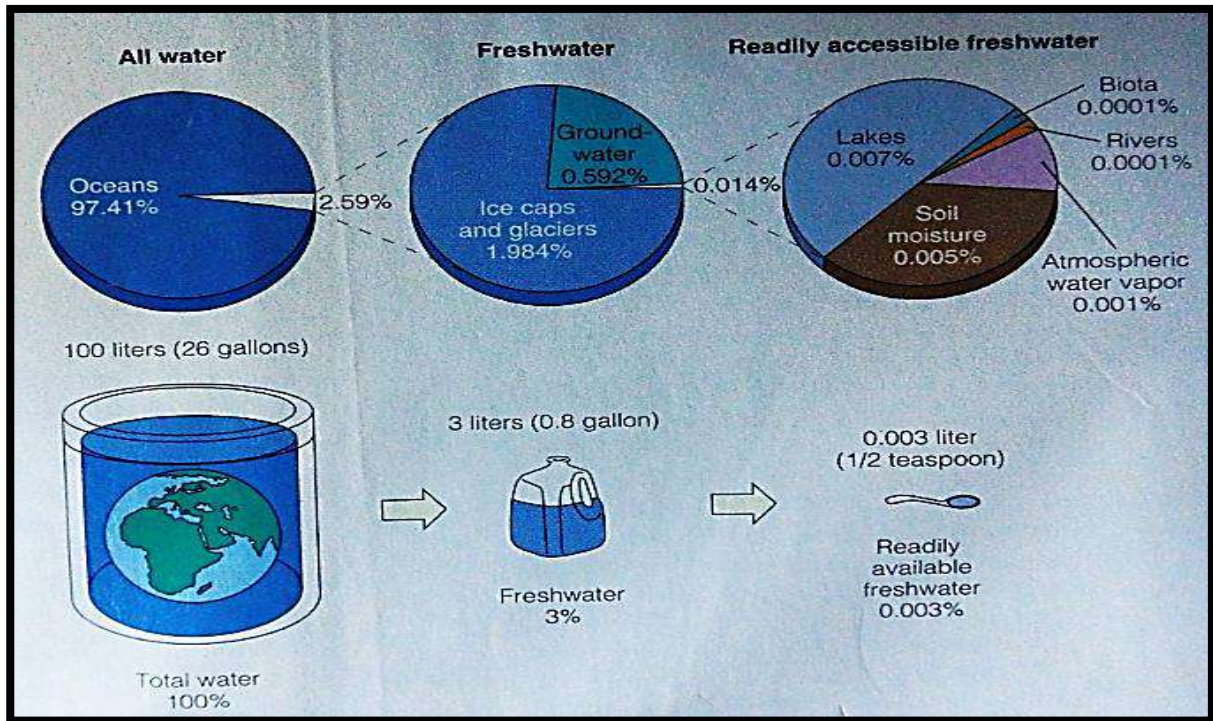 All water
Oceans
97.41%
2.59%
Freshwater
Ground-
water
0.592%
0.014%
Ice caps
and glaciers
1.984%
Readily accessible freshwater
Biota
0.0001%
Rivers
0.0001%
Lakes
0.007%
Soil
moisture
0.005%
Atmospheric
water vapor
0.001%
100 liters (26 gallons)
Total water
100%
3 liters (0.8 gallon)
Freshwater
3%
0.003 liter
(1/2 teaspoon)
Readily
available
freshwater
0.003%